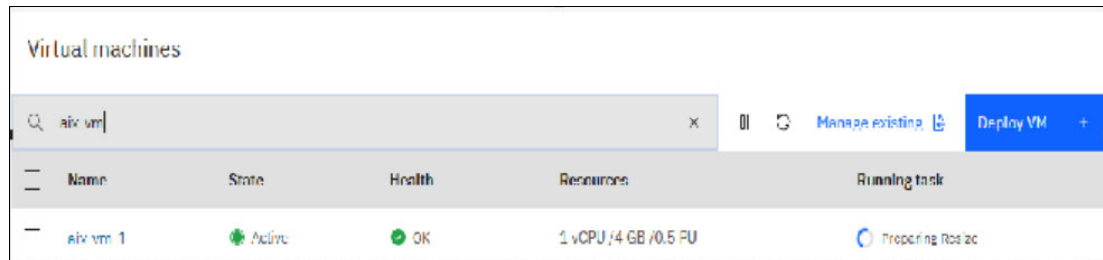 Virtual machines
aix vm
Manage existing
Deploy VM +
Name State Health Resources Running task
aix vm 1 Active OK 1 vCPU /4 GB /0.5 PU Preparing Resize